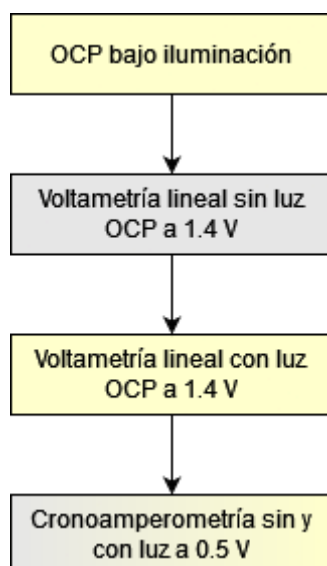 OCP bajo iluminación
Voltametría lineal sin luz
OCP a 1.4 V
Voltametría lineal con luz
OCP a 1.4 V
Cronoamperometría sin y
con luz a 0.5 V